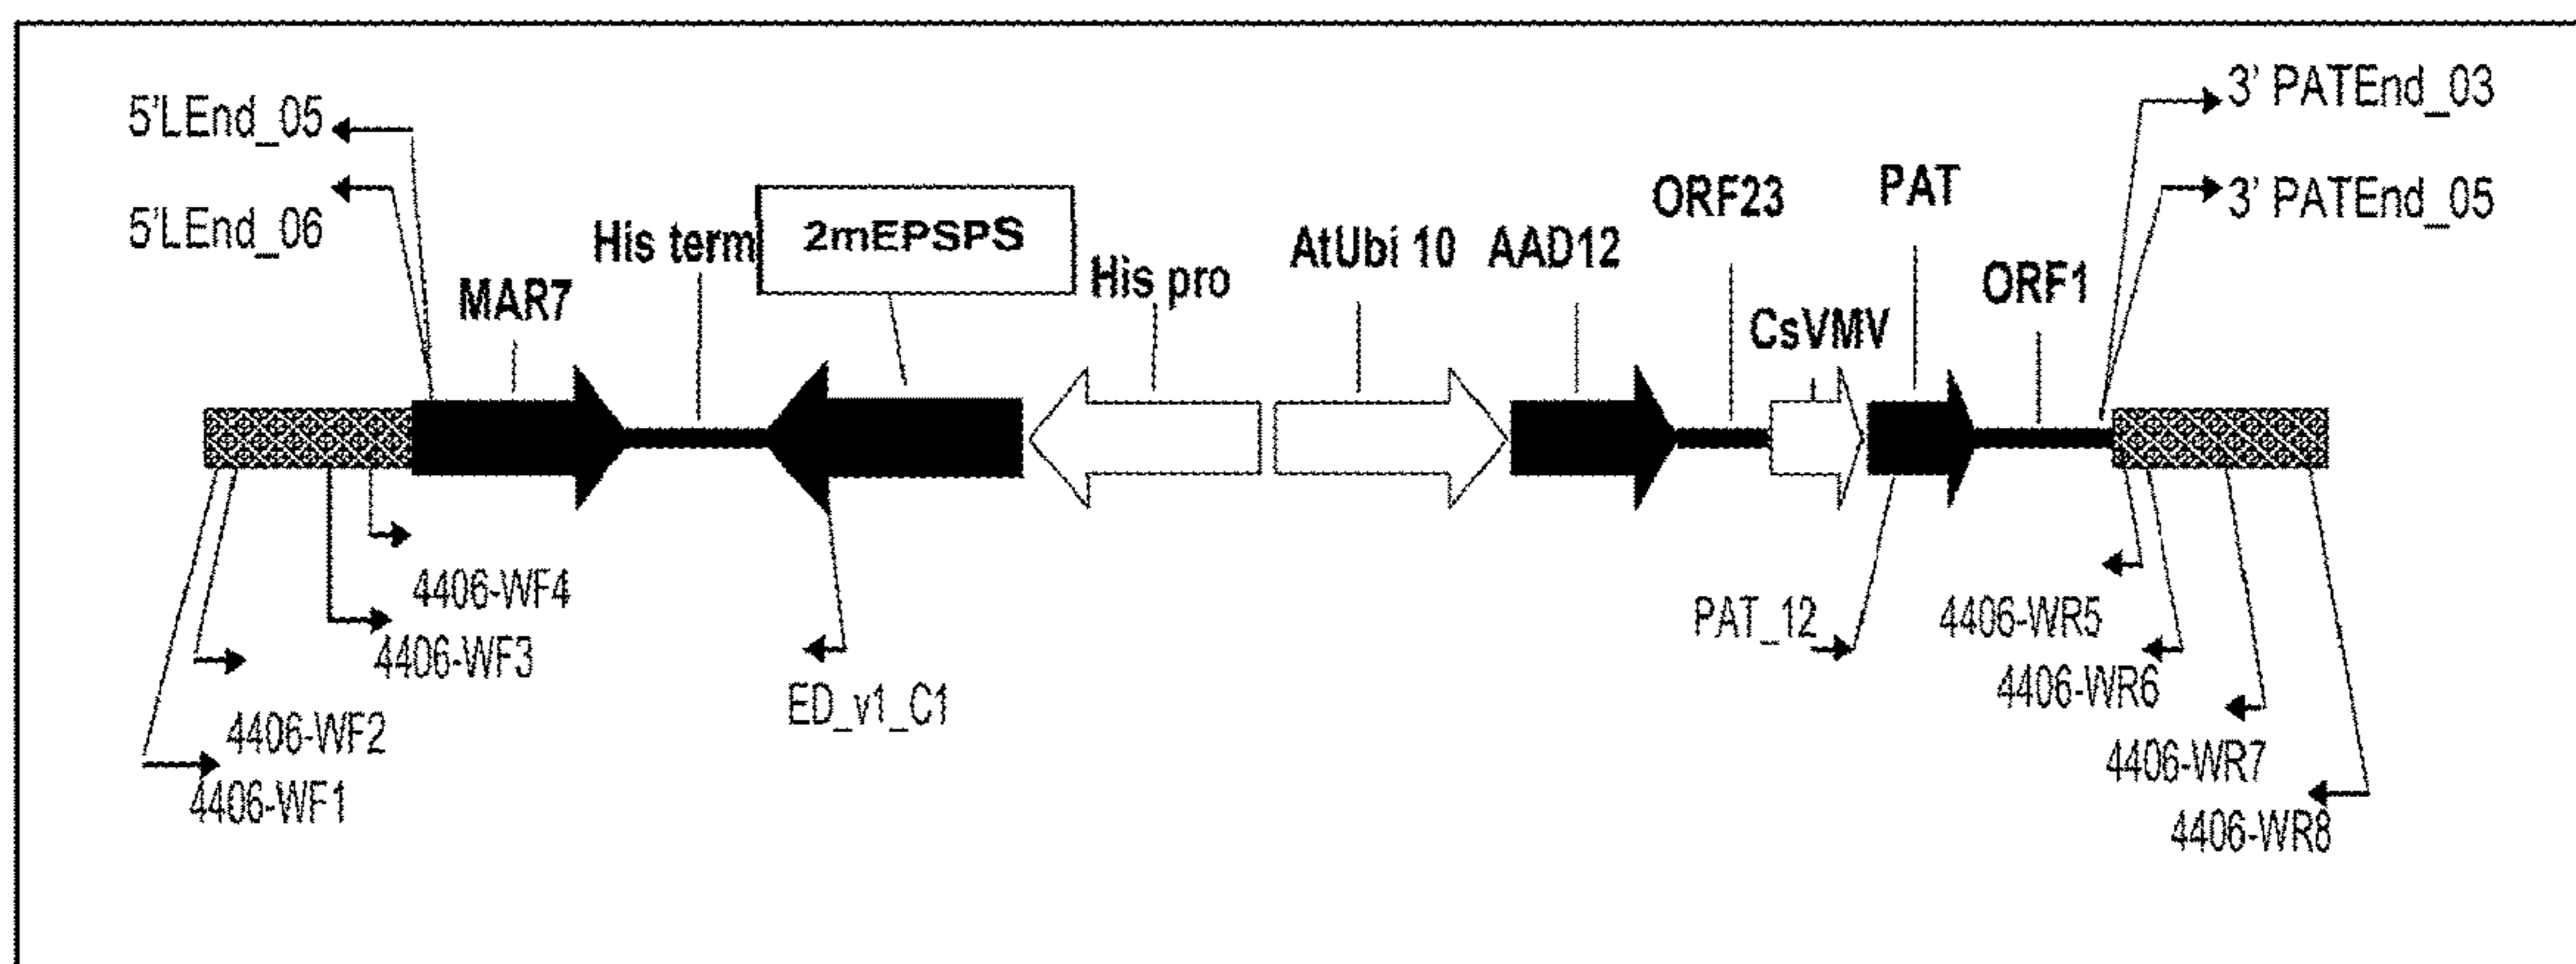 5'LEnd_05
5'LEnd_06
MAR7
His term
2mEPSPS
His pro
AtUbi 10
AAD12
ORF23
CsVMV
PAT
ORF1
3' PATEnd_03
3' PATEnd_05
4406-WF4
4406-WF3
4406-WF2
4406-WF1
ED_v1_C1
PAT_12
4406-WR5
4406-WR6
4406-WR7
4406-WR8